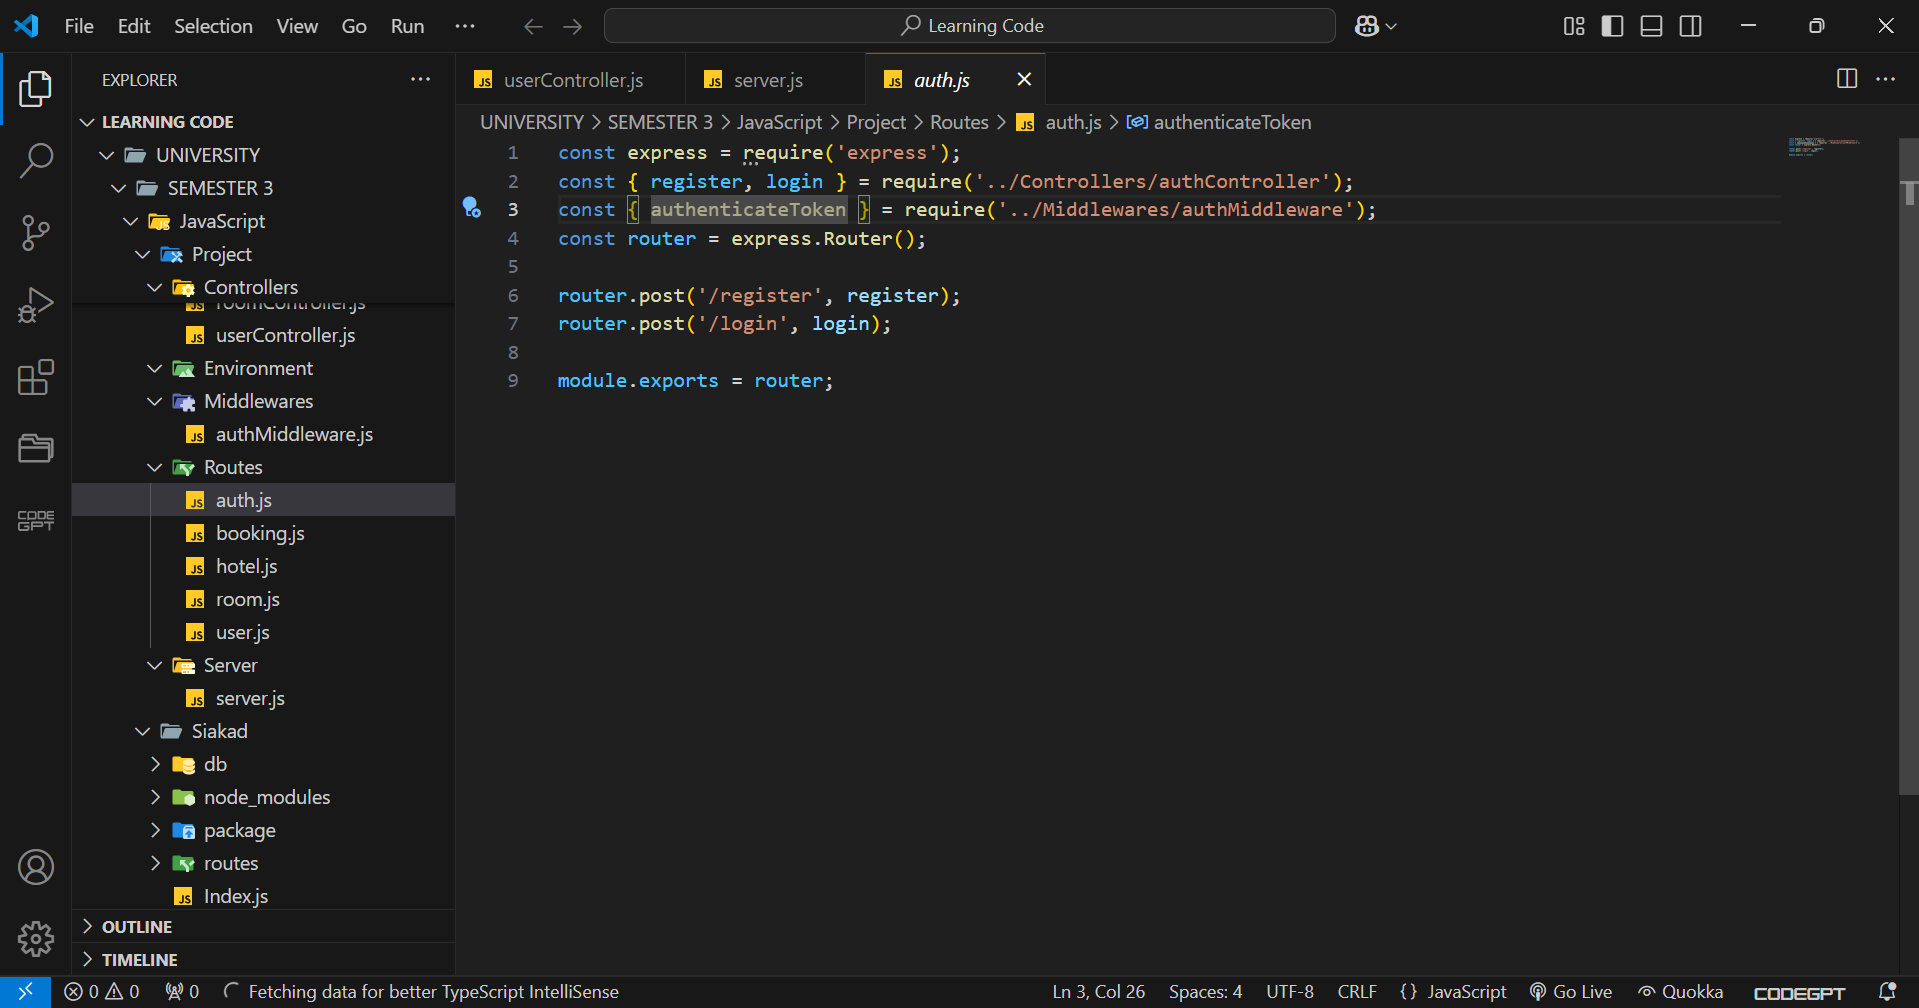 File Edit Selection View Go Run
Learning Code
EXPLORER
LEARNING CODE
UNIVERSITY
SEMESTER 3
JavaScript
Project
Controllers
roomController.js
userController.js
Environment
Middlewares
authMiddleware.js
Routes
auth.js
booking.js
hotel.js
room.js
user.js
Server
server.js
Siakad
db
node_modules
package
routes
Index.js
OUTLINE
TIMELINE
CODE
GPT
userController.js server.js auth.js
UNIVERSITY > SEMESTER 3 > JavaScript > Project > Routes > auth.js > authenticateToken
1 const express = require('express');
2 const { register, login } = require('../Controllers/authController');
3 const { authenticateToken } = require('../Middlewares/authMiddleware');
4 const router = express.Router();
5
6 router.post('/register', register);
7 router.post('/login', login);
8
9 module.exports = router;
0 0 0 Fetching data for better TypeScript IntelliSense Ln 3, Col 26 Spaces: 4 UTF-8 CRLF {} JavaScript Go Live Quokka CODEGPT